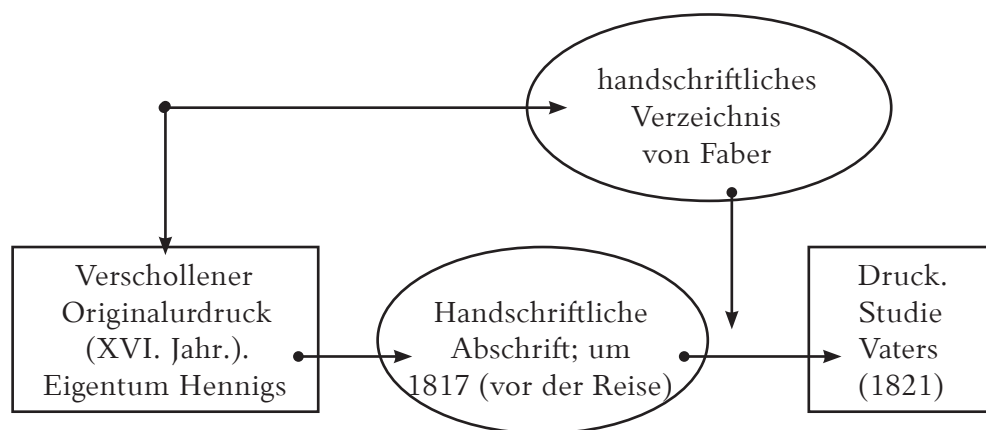 handschriftliches
Verzeichnis
von Faber
Verschollener
Originalurdruck
(XVI. Jahr.).
Eigentum Hennigs
Handschriftliche
Abschrift; um
1817 (vor der Reise)
Druck.
Studie
Vaters
(1821)